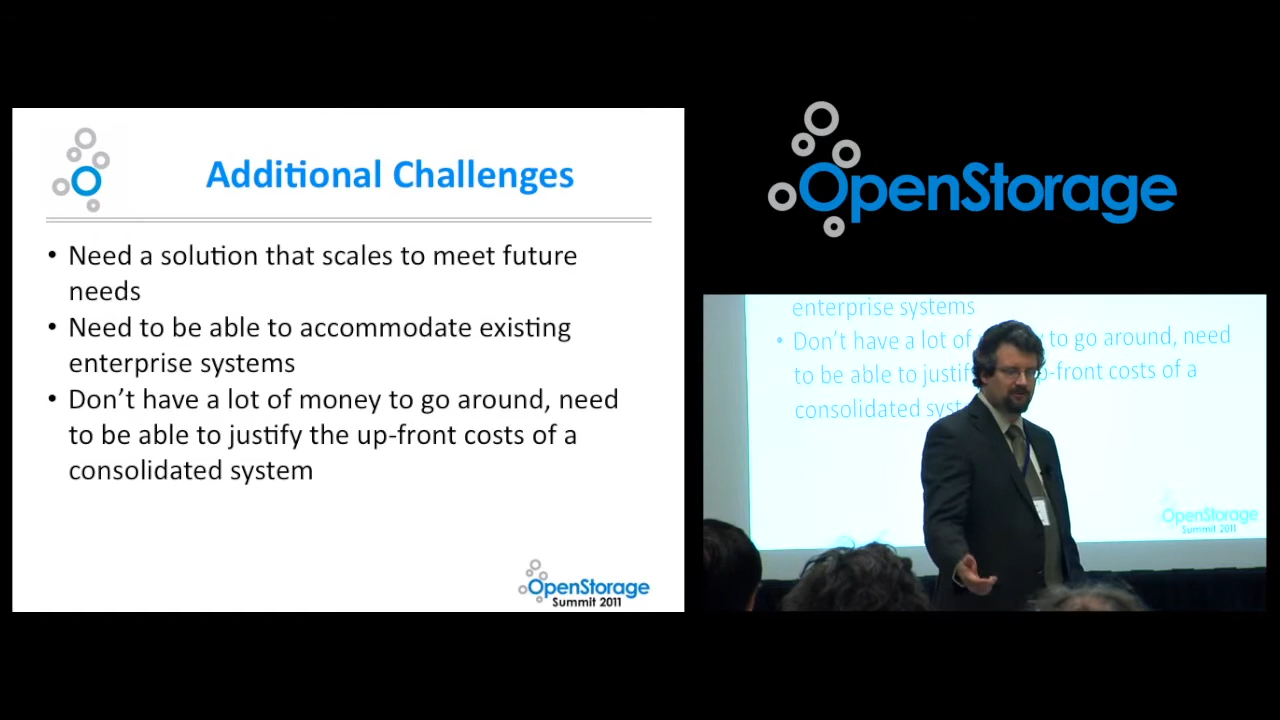 Additional Challenges
• Need a solution that scales to meet future
needs
• Need to be able to accommodate existing
enterprise systems
• Don't have a lot of money to go around, need
to be able to justify the up-front costs of a
consolidated system
OpenStorage
Summit 2011
OpenStorage
enterprise systems
• Don't have a lot of to go around, need
to be able to justify up-front costs of a
consolidated
OpenStorage
Summit 2011